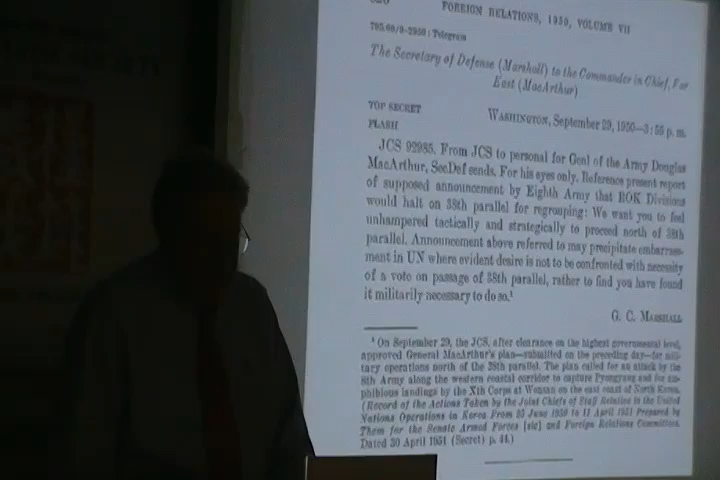 FOREIGN RELATIONS, 1950, VOLUME VII
Telegram
The Secretary of Defense (Marshall) to the Commander in Chief, Far
East (MacArthur)
TOP SECRET
WASHINGTON, September 29, 1950—3:55 p. m.
FLASH
JCS 92985. From JCS to personal for Genl of the Army Douglas
MacArthur, SecDef sends. For his eyes only. Reference present report
of supposed announcement by Eighth Army that ROK Divisions
would halt on 38th parallel for regrouping: We want you to feel
unhampered tactically and strategically to proceed north of 38th
parallel. Announcement above referred to may precipitate embarrass-
ment in UN where evident desire is not to be confronted with necessity
of a vote on passage of 38th parallel, rather to find you have found
it militarily necessary to do so.¹
G. C. MARSHALL
¹ On September 29, the JCS, after clearance on the highest governmental level,
approved General MacArthur's plan—submitted on the preceding day—for mili-
tary operations north of the 38th parallel. The plan called for an attack by the
8th Army along the western coastal corridor to capture Pyongyang and for am-
phibious landings by the Xth Corps at Wonsan on the east coast of North Korea.
(Record of the Actions Taken by the Joint Chiefs of Staff Relative to the United
Nations Operations in Korea From 25 June 1950 to 11 April 1951 Prepared by
Them for the Senate Armed Forces [sic] and Foreign Relations Committees,
Dated 30 April 1951 (Secret) p. 44.)